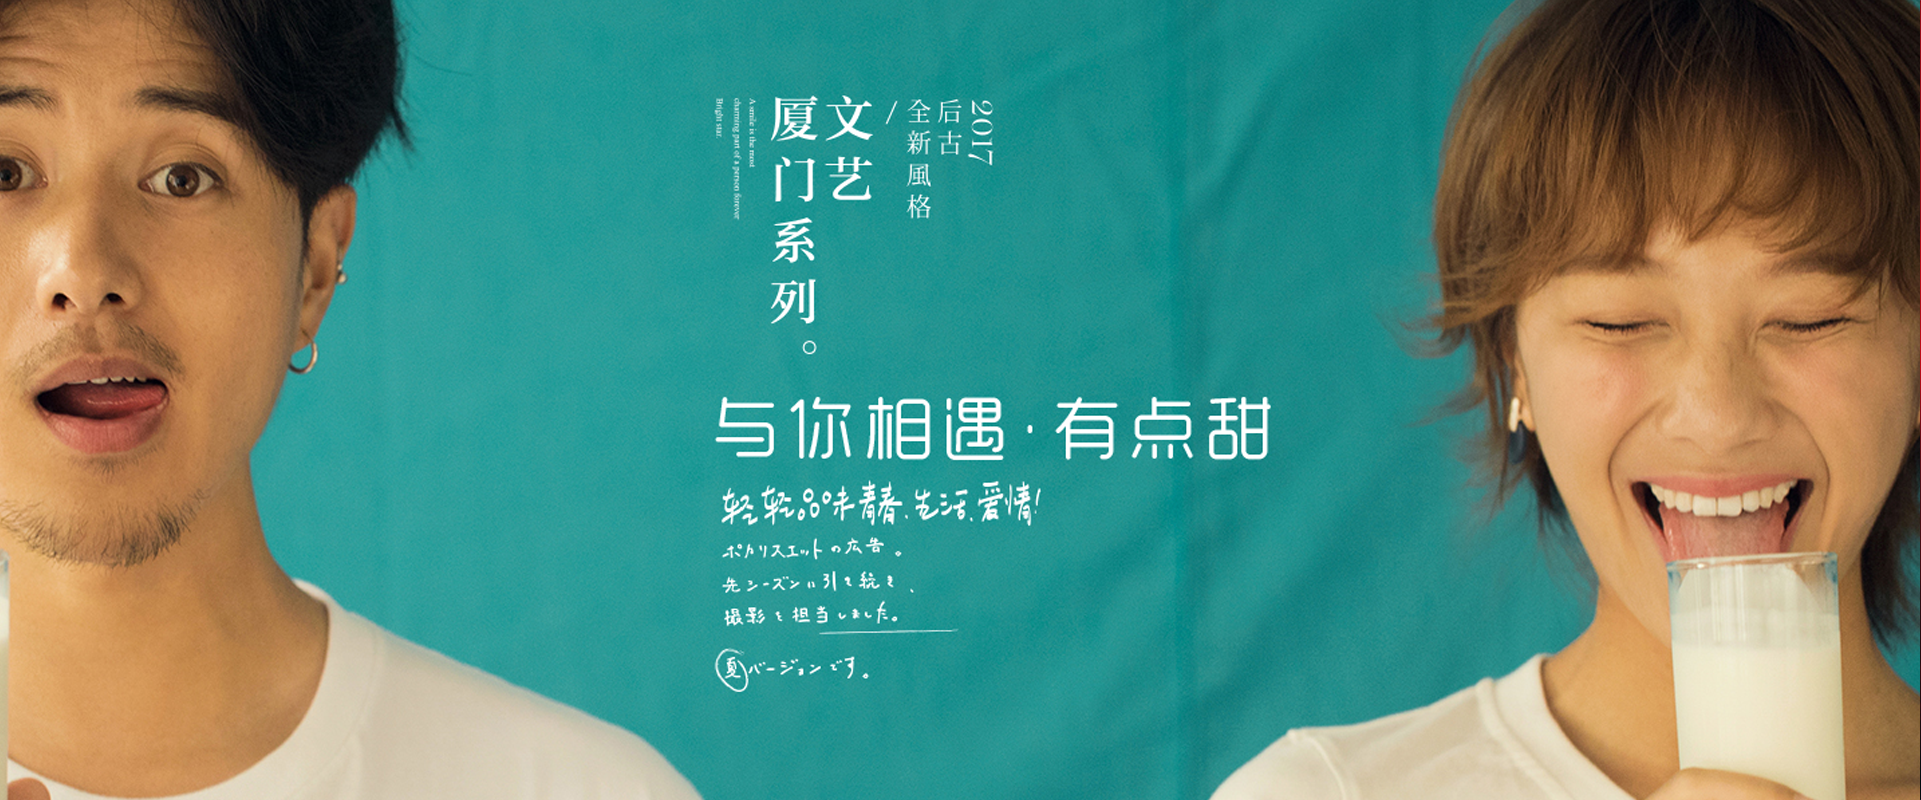 2017
后古
全新風格
/
文艺
厦门系列。
A smile is the most
charming part of a person forever
Bright star.
与你相遇·有点甜
轻轻品味青春.生活.爱情!
ポカリスエットの広告。
先シーズンに引き続き、
撮影を担当しました。
夏バージョンです。